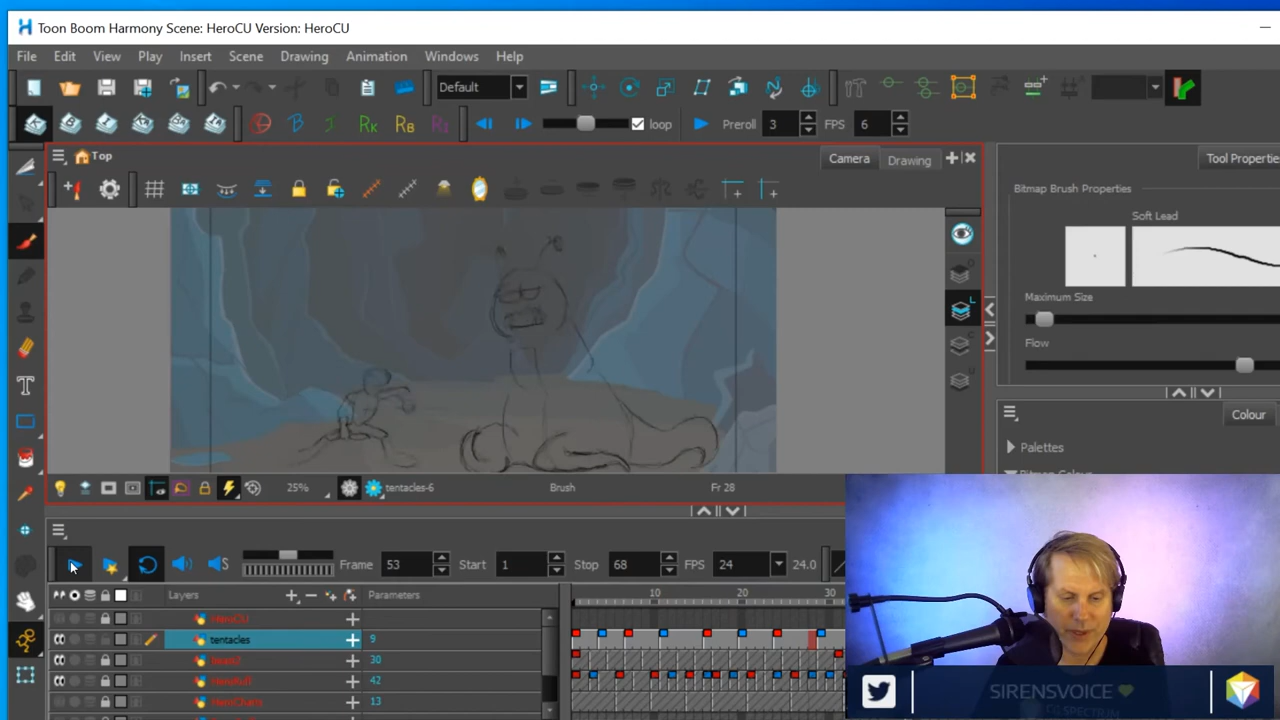 Toon Boom Harmony Scene: HeroCU Version: HeroCU
File Edit View Play Insert Scene Drawing Animation Windows Help
Default
loop Preroll 3 FPS 6
Top Camera Drawing Tool Propertie
Bitmap Brush Properties
Soft Lead
Maximum Size
Flow
25% tentacles-6 Brush Fr 28
Colour
Palettes
Frame 53 Start 1 Stop 68 FPS 24 24.0
Layers Parameters 10 20 30
HeroCU
tentacles 9
30
42
13
SIRENSVOICE